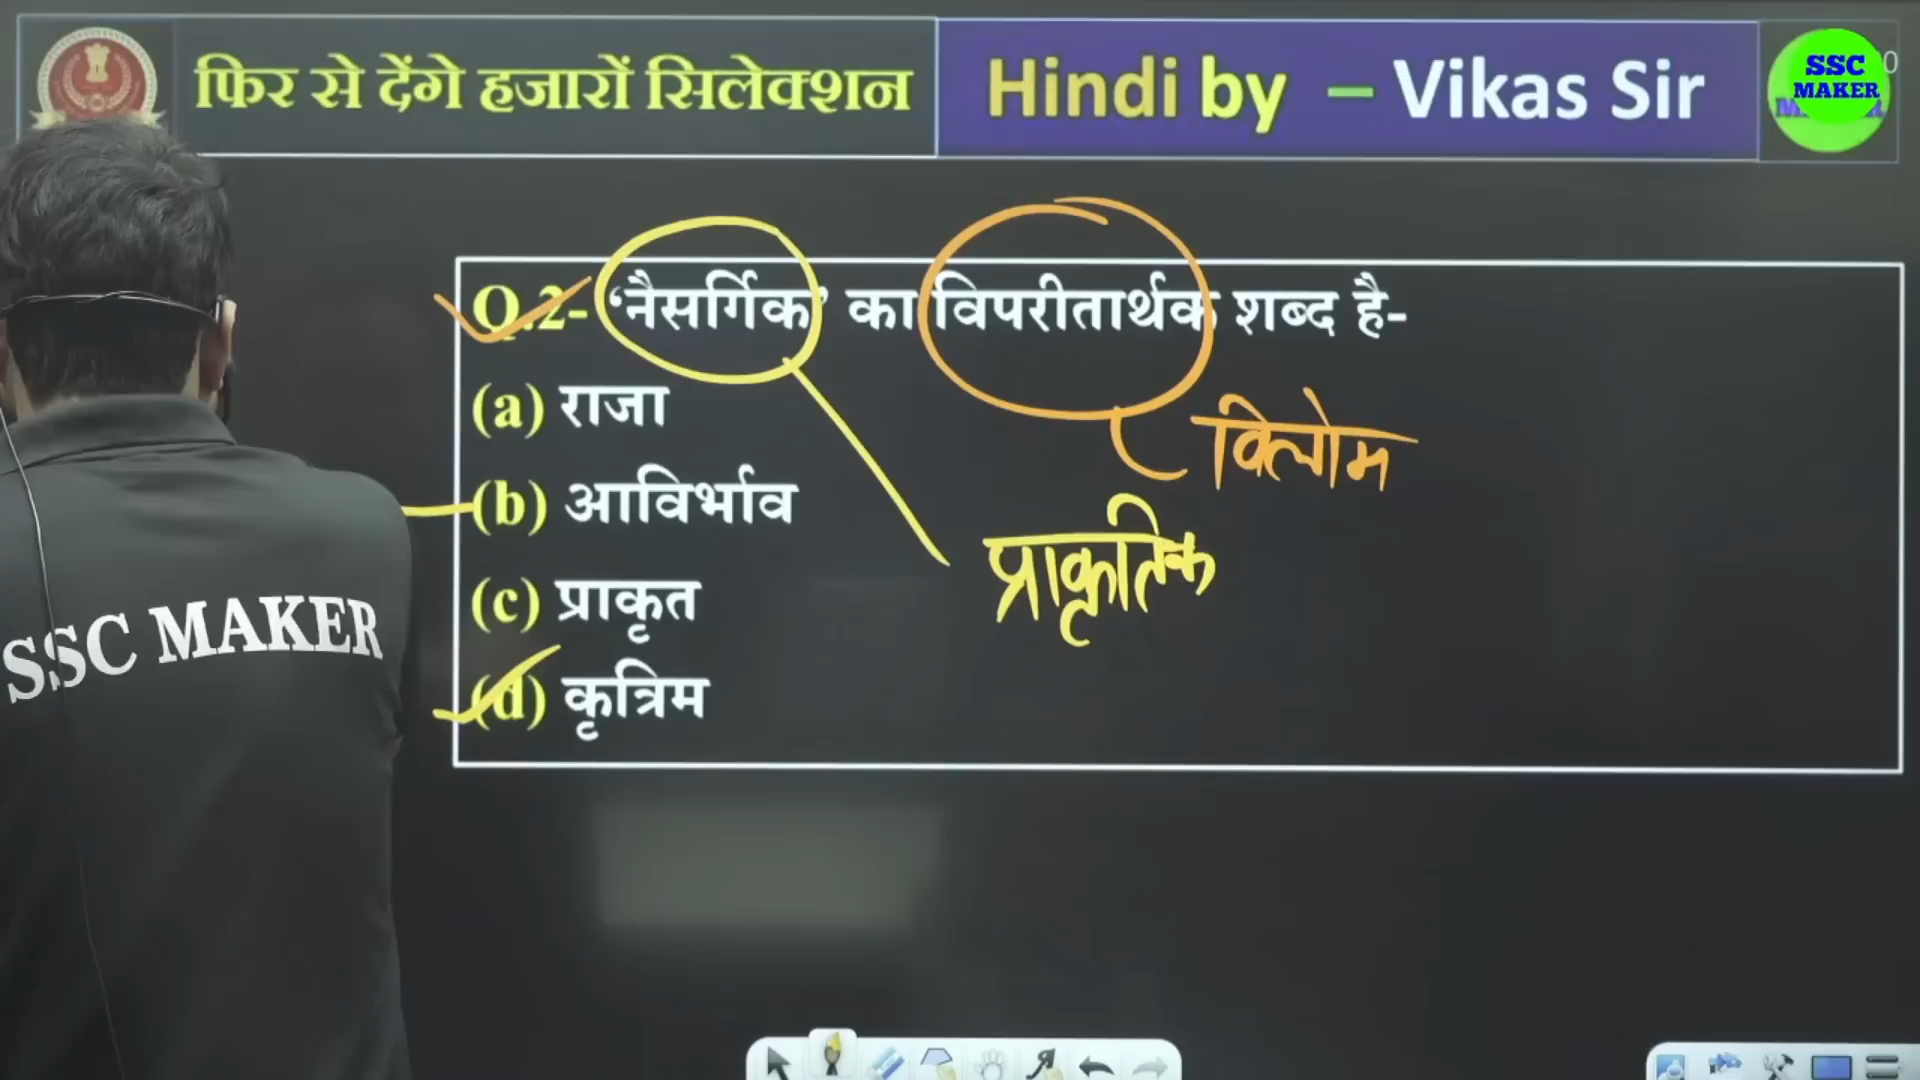 फिर से देंगे हजारों सिलेक्शन
Hindi by – Vikas Sir
SSC
MAKER
Q.2- 'नैसर्गिक' का विपरीतार्थक शब्द है-
(a) राजा
विलोम
(b) आविर्भाव
प्राकृतिक
(c) प्राकृत
(d) कृत्रिम
SSC MAKER